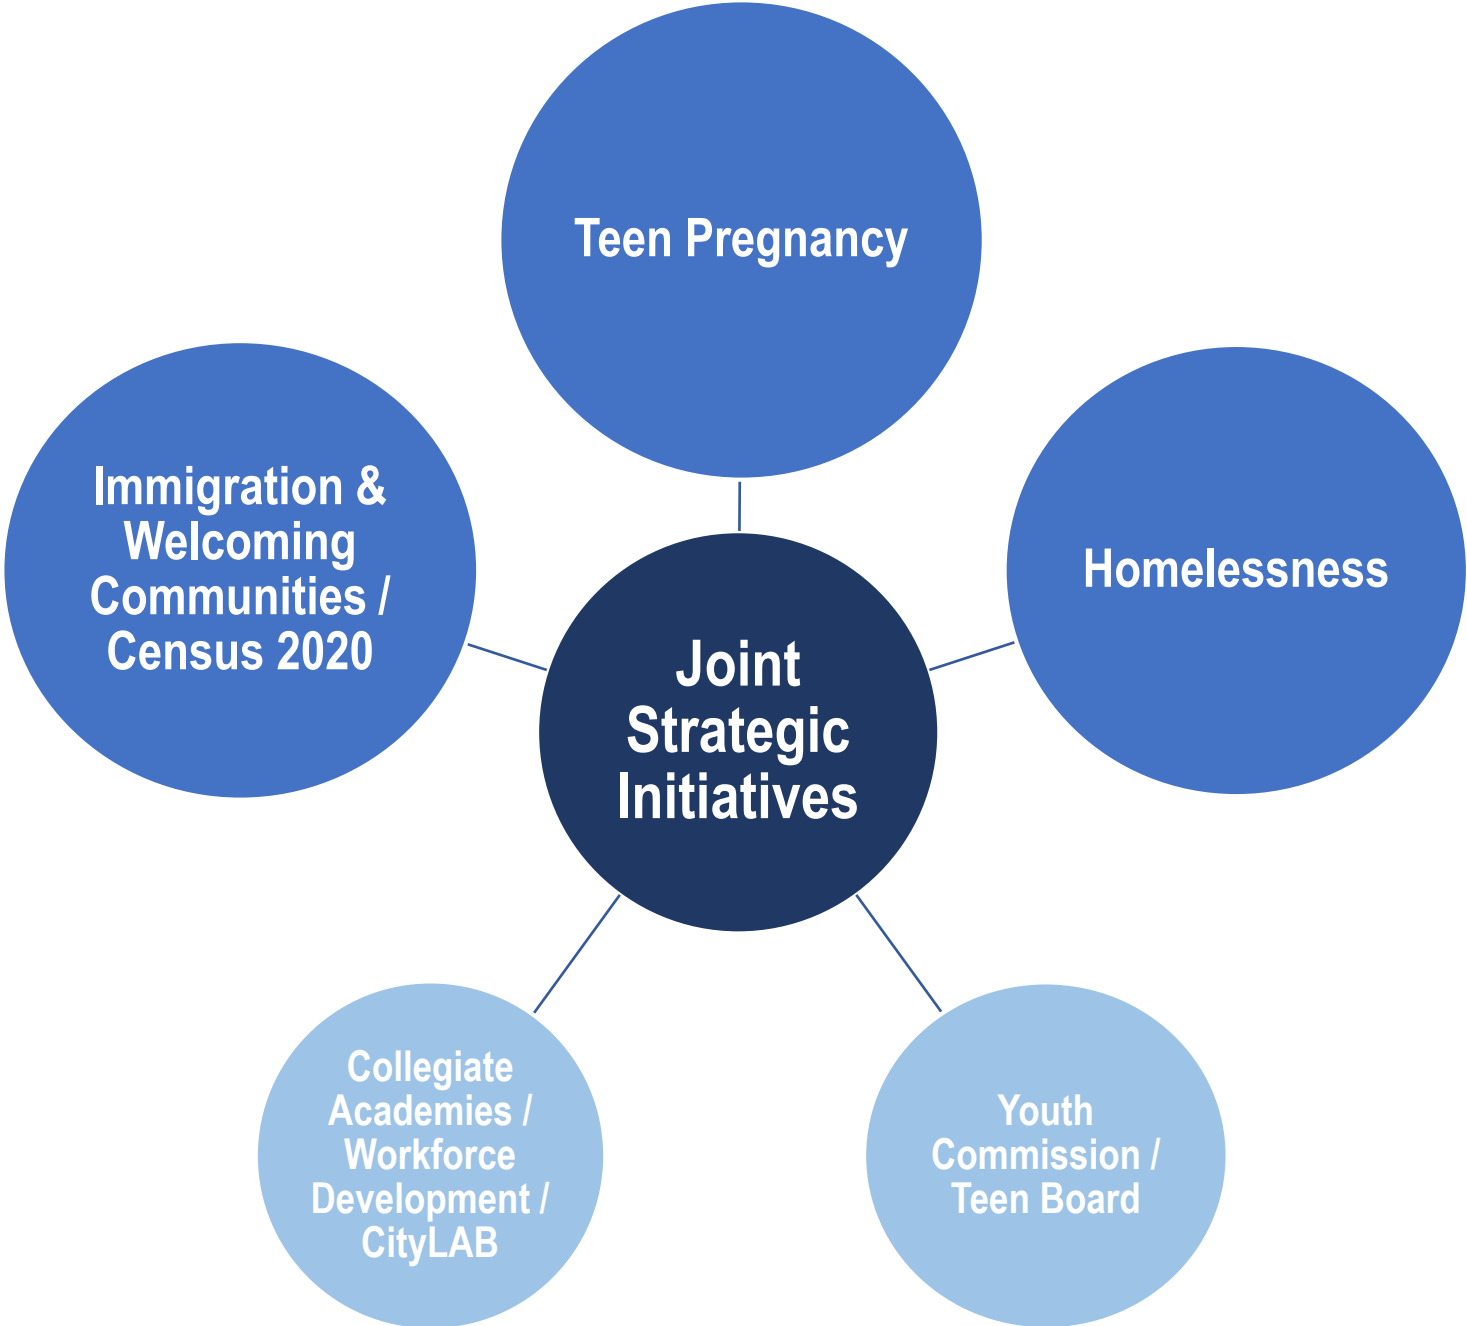 Teen Pregnancy
Immigration &
Welcoming
Communities /
Census 2020
Homelessness
Joint
Strategic
Initiatives
Collegiate
Academies /
Workforce
Development /
CityLAB
Youth
Commission /
Teen Board